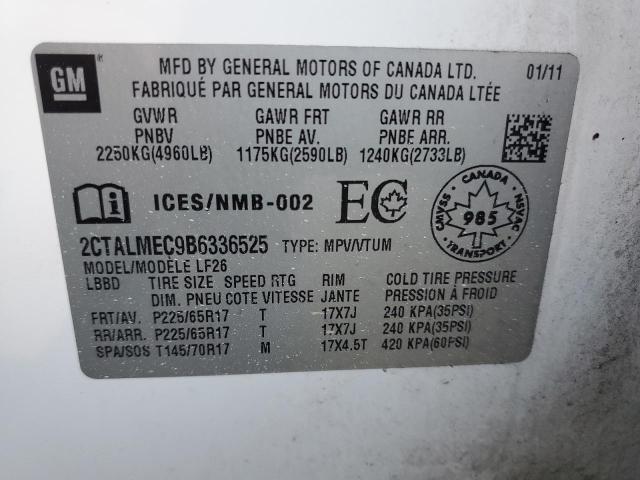 GM
MFD BY GENERAL MOTORS OF CANADA LTD. 01/11
FABRIQUÉ PAR GENERAL MOTORS DU CANADA LTÉE
GVWR GAWR FRT GAWR RR
PNBV PNBE AV. PNBE ARR.
2250KG(4960LB) 1175KG(2590LB) 1240KG(2733LB)
ICES/NMB-002 EC
CANADA
CMVSS 985 NSVAC
TRANSPORT
2CTALMEC9B6336525 TYPE: MPV/VTUM
MODEL/MODÈLE LF26
LBBD TIRE SIZE SPEED RTG RIM COLD TIRE PRESSURE
DIM. PNEU COTE VITESSE JANTE PRESSION À FROID
FRT/AV. P225/65R17 T 17X7J 240 KPA(35PSI)
RR/ARR. P225/65R17 T 17X7J 240 KPA(35PSI)
SPA/SOS T145/70R17 M 17X4.5T 420 KPA(60PSI)